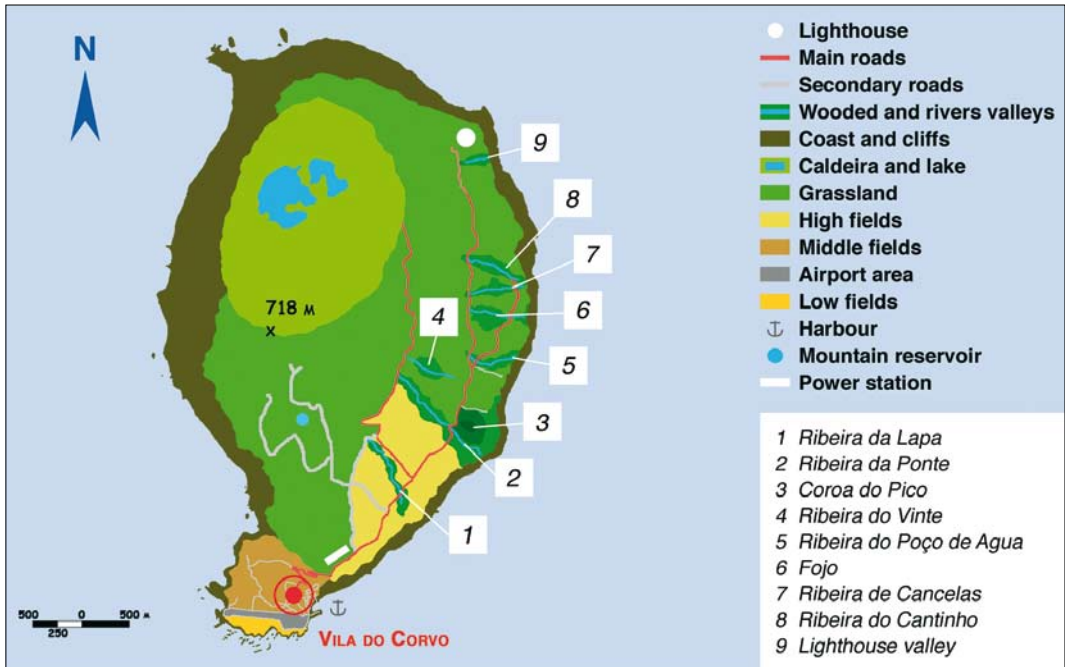 N
Lighthouse
Main roads
Secondary roads
Wooded and rivers valleys
Coast and cliffs
Caldeira and lake
Grassland
High fields
Middle fields
Airport area
Low fields
Harbour
Mountain reservoir
Power station
9
8
7
6
5
4
3
2
1
718 M
x
500 0 500 M
250
VILA DO CORVO
1 Ribeira da Lapa
2 Ribeira da Ponte
3 Coroa do Pico
4 Ribeira do Vinte
5 Ribeira do Poço de Agua
6 Fojo
7 Ribeira de Cancelas
8 Ribeira do Cantinho
9 Lighthouse valley